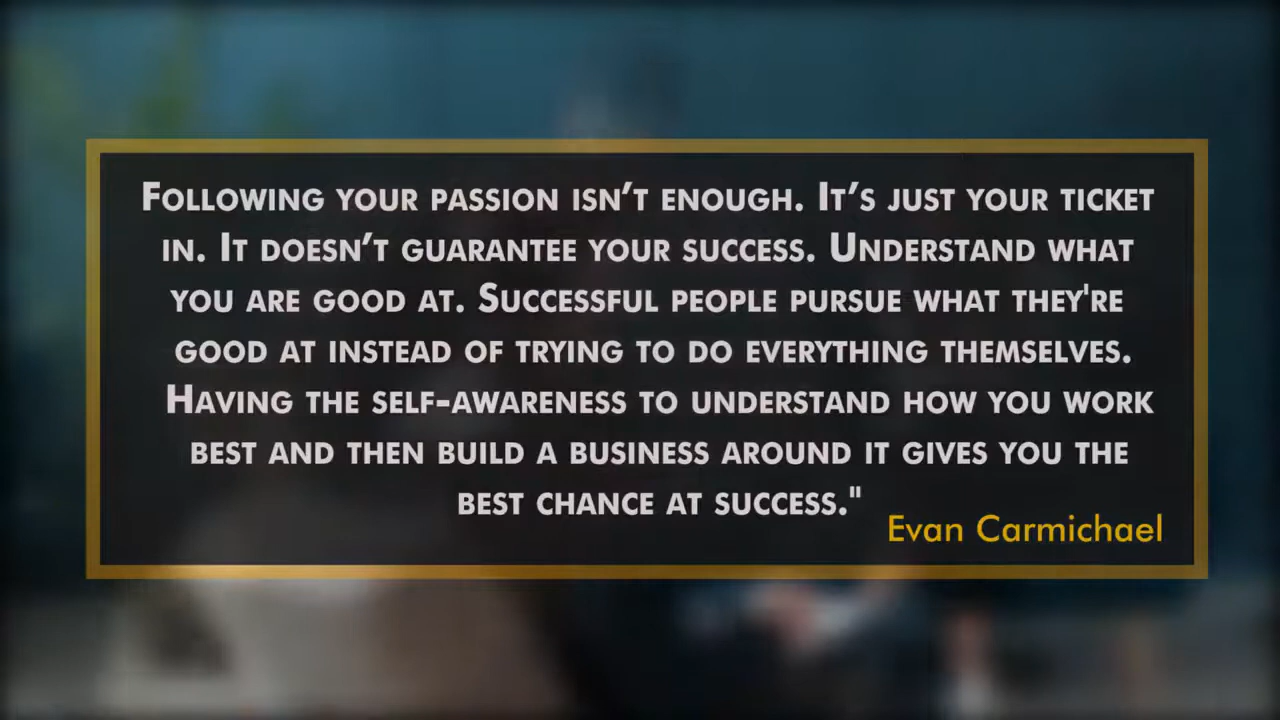 Following your passion isn’t enough. It’s just your ticket
in. It doesn’t guarantee your success. Understand what
you are good at. Successful people pursue what they're
good at instead of trying to do everything themselves.
Having the self-awareness to understand how you work
best and then build a business around it gives you the
best chance at success."
Evan Carmichael